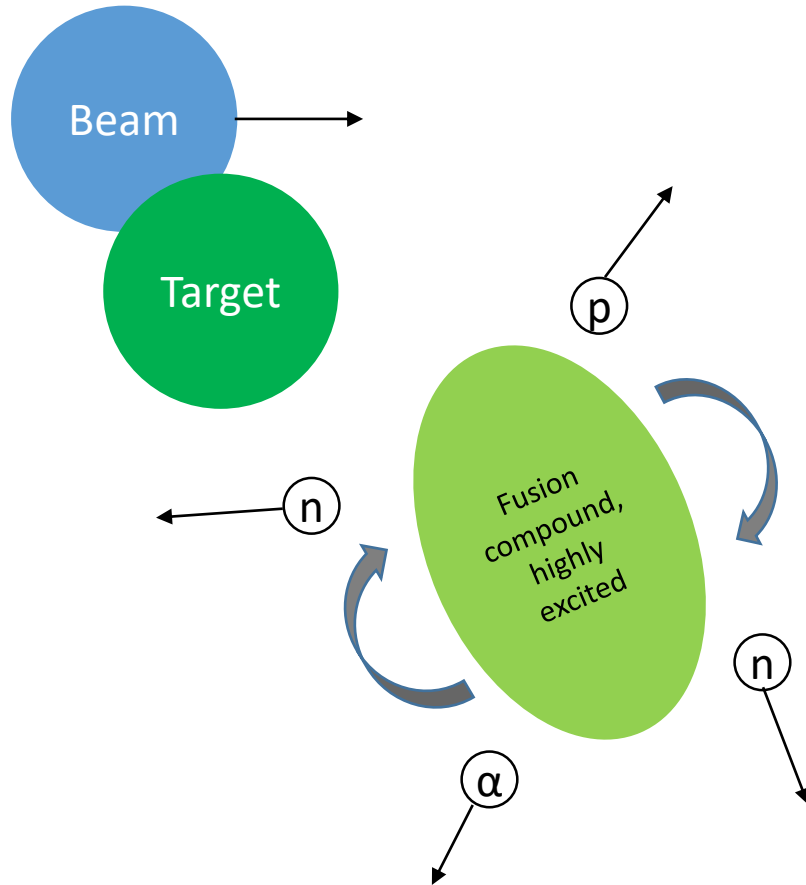 Beam
Target
p
n
Fusion
compound,
highly
excited
n
α